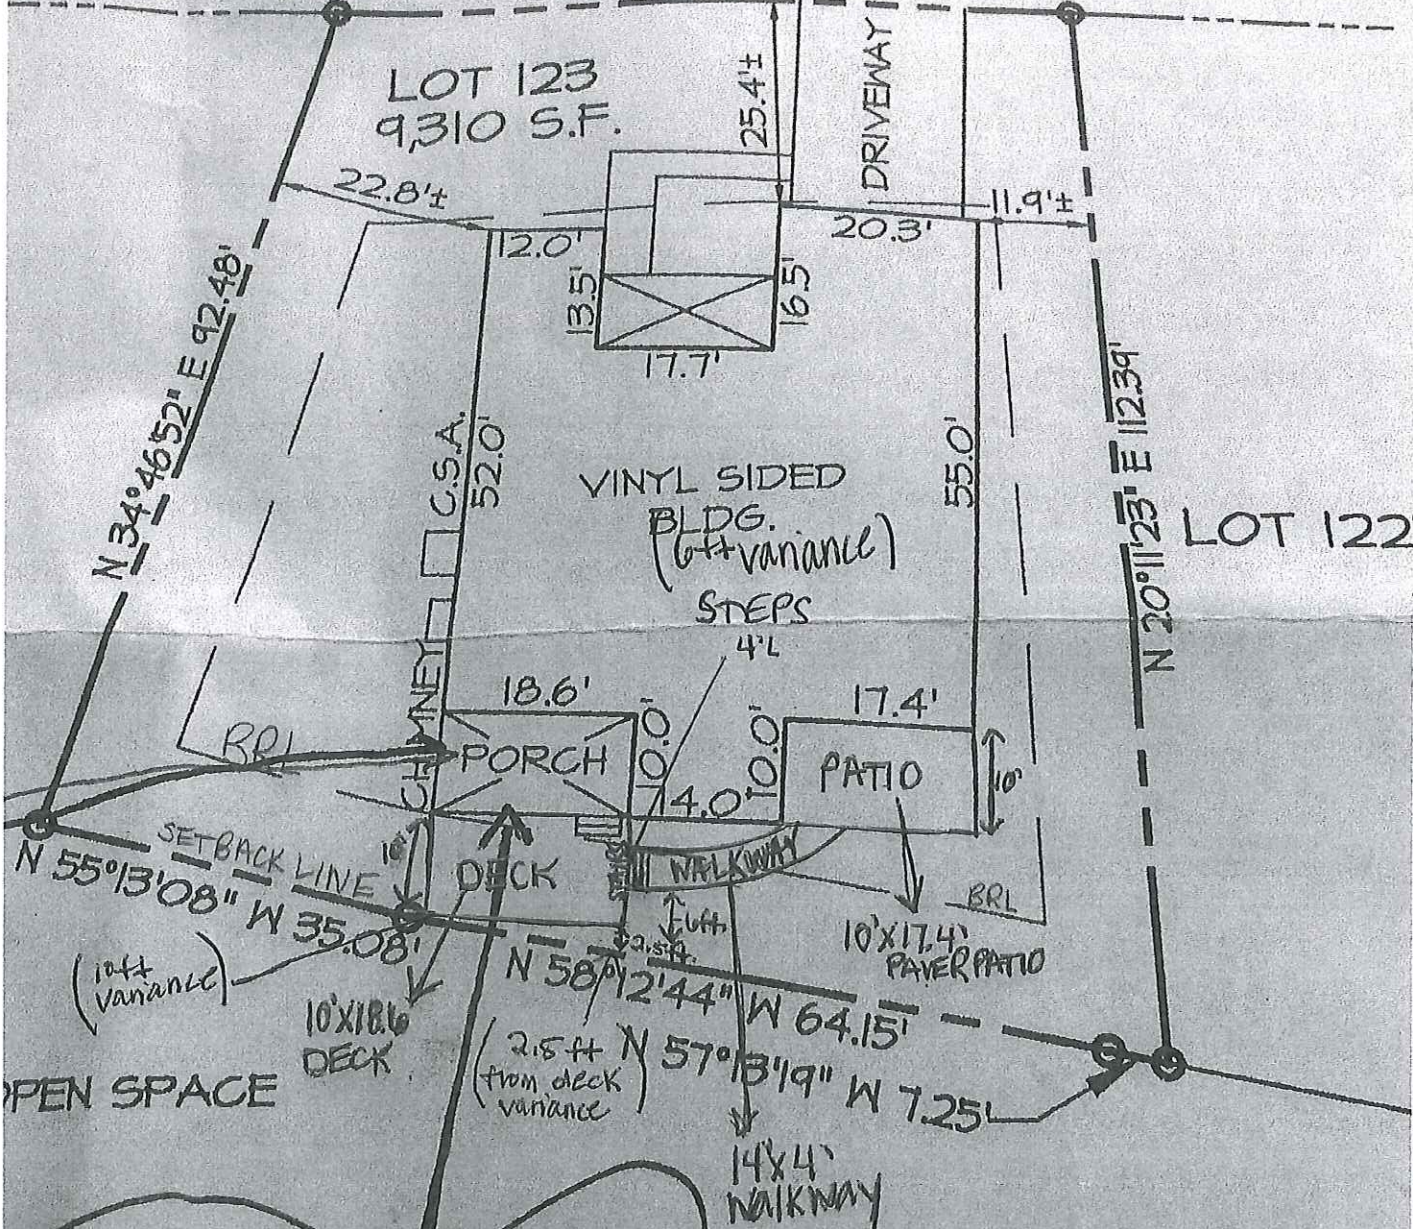 LOT 123
9,310 S.F.
25.4'±
DRIVEWAY
22.8'±
12.0'
20.3'
11.9'±
13.5'
16.5'
17.7'
N 34°46'52" E 92.48'
C.S.A.
52.0'
VINYL SIDED
BLDG.
(6ft variance)
55.0'
N 20°11'23" E 112.39'
LOT 122
STEPS
4'L
18.6'
17.4'
CHIMNEY
BRL
PORCH
10.0'
14.0'
10.0'
PATIO
10'
SETBACK LINE
10'
DECK
WALKWAY
BRL
N 55°13'08" W 35.08'
6ft.
2.5ft.
10'X17.4'
PAVER PATIO
(10ft
variance)
N 58°12'44" W 64.15'
10'X18.6
DECK
(2.5 ft
from deck
variance)
N 57°13'19" W 7.25'
OPEN SPACE
14'X4'
WALKWAY